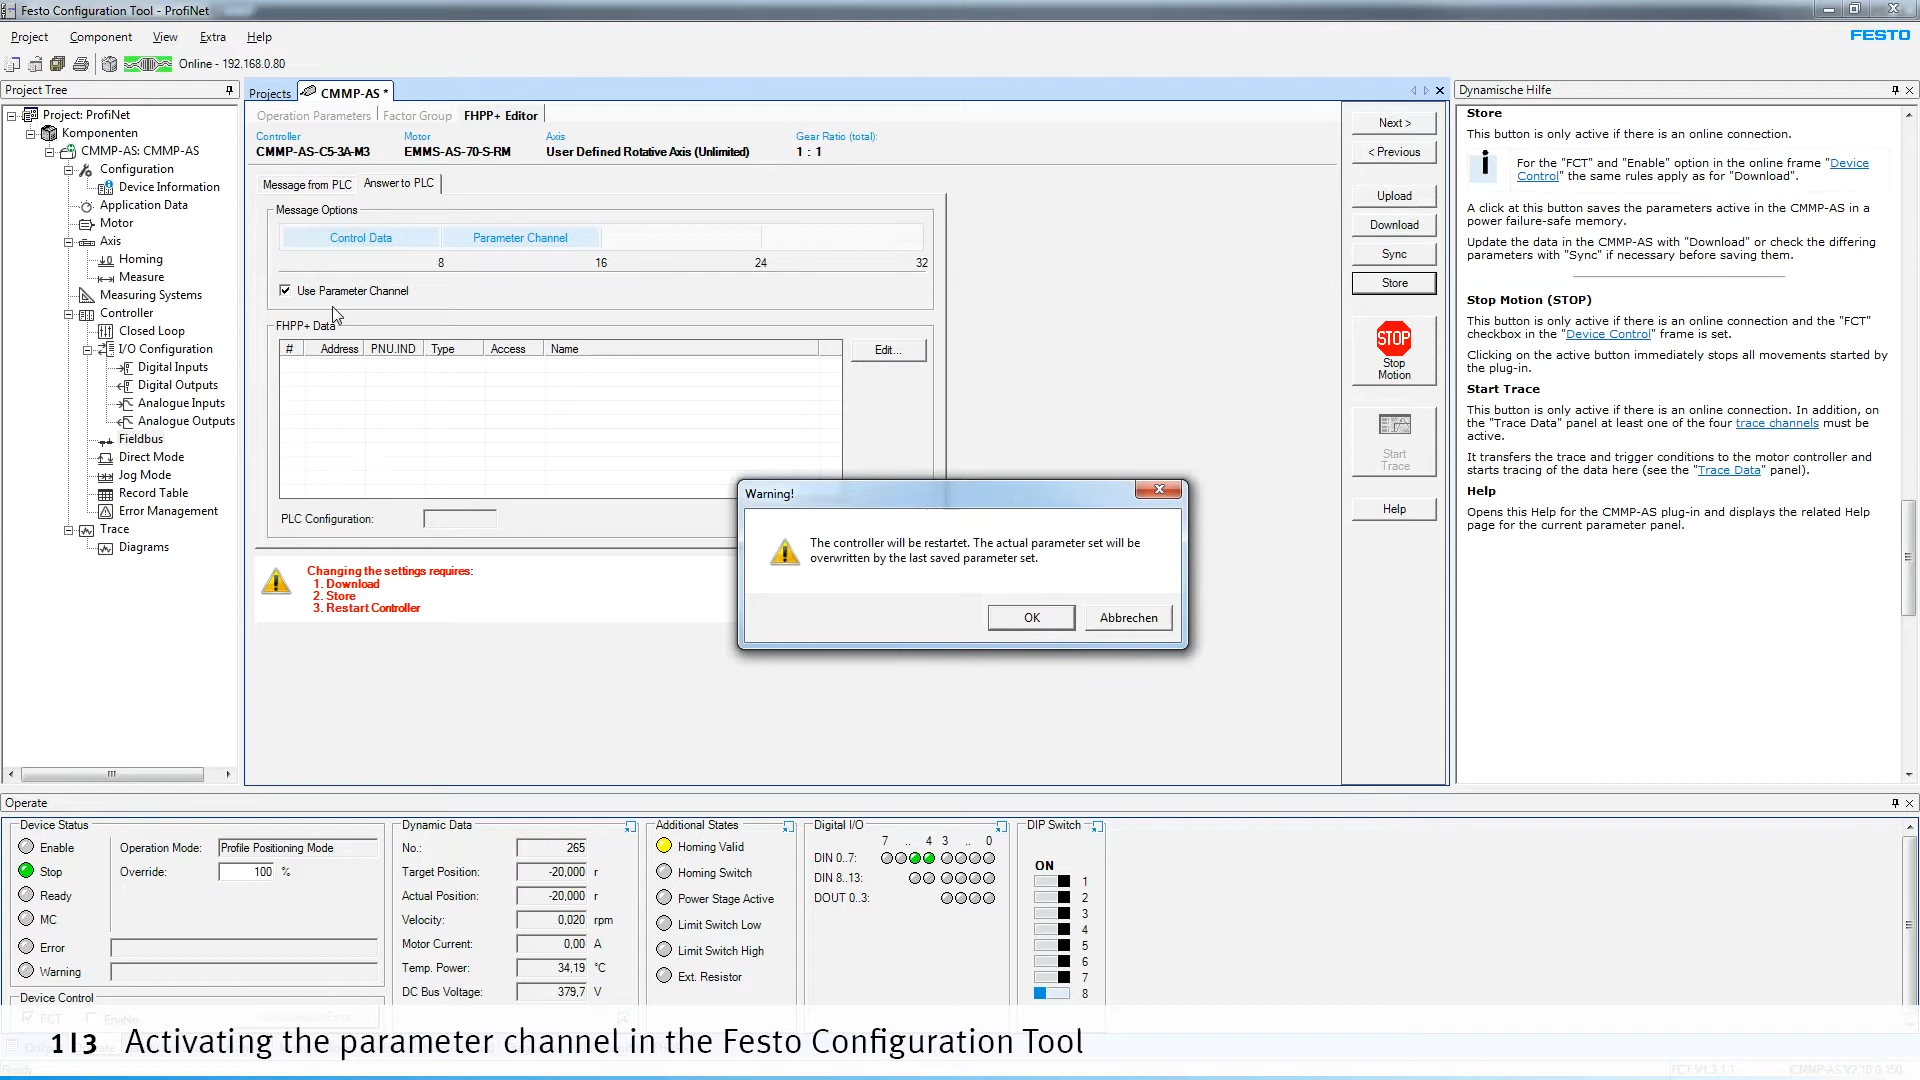 Festo Configuration Tool - ProfiNet
Project Component View Extra Help
FESTO
Online - 192.168.0.80
Project Tree
Project: ProfiNet
Komponenten
CMMP-AS: CMMP-AS
Configuration
Device Information
Application Data
Motor
Axis
Homing
Measure
Measuring Systems
Controller
Closed Loop
I/O Configuration
Digital Inputs
Digital Outputs
Analogue Inputs
Analogue Outputs
Fieldbus
Direct Mode
Jog Mode
Record Table
Error Management
Trace
Diagrams
Projects CMMP-AS *
Operation Parameters Factor Group FHPP+ Editor
Controller Motor Axis Gear Ratio (total):
CMMP-AS-C5-3A-M3 EMMS-AS-70-S-RM User Defined Rotative Axis (Unlimited) 1 : 1
Message from PLC Answer to PLC
Message Options
Control Data Parameter Channel
8 16 24 32
Use Parameter Channel
FHPP+ Data
# Address PNU.IND Type Access Name
Edit...
PLC Configuration:
Changing the settings requires:
1. Download
2. Store
3. Restart Controller
Warning!
The controller will be restartet. The actual parameter set will be
overwritten by the last saved parameter set.
OK Abbrechen
Next >
< Previous
Upload
Download
Sync
Store
STOP
Stop
Motion
Start
Trace
Help
Dynamische Hilfe
Store
This button is only active if there is an online connection.
For the "FCT" and "Enable" option in the online frame "Device
Control" the same rules apply as for "Download".
A click at this button saves the parameters active in the CMMP-AS in a
power failure-safe memory.
Update the data in the CMMP-AS with "Download" or check the differing
parameters with "Sync" if necessary before saving them.
Stop Motion (STOP)
This button is only active if there is an online connection and the "FCT"
checkbox in the "Device Control" frame is set.
Clicking on the active button immediately stops all movements started by
the plug-in.
Start Trace
This button is only active if there is an online connection. In addition, on
the "Trace Data" panel at least one of the four trace channels must be
active.
It transfers the trace and trigger conditions to the motor controller and
starts tracing of the data here (see the "Trace Data" panel).
Help
Opens this Help for the CMMP-AS plug-in and displays the related Help
page for the current parameter panel.
Operate
Device Status
Enable
Stop
Ready
MC
Error
Warning
Operation Mode: Profile Positioning Mode
Override: 100 %
Device Control
FCT Enable
Dynamic Data
No.: 265
Target Position: -20,000 r
Actual Position: -20,000 r
Velocity: 0,020 rpm
Motor Current: 0,00 A
Temp. Power: 34,19 °C
DC Bus Voltage: 379,7 V
Additional States
Homing Valid
Homing Switch
Power Stage Active
Limit Switch Low
Limit Switch High
Ext. Resistor
Digital I/O
7 .. 4 3 .. 0
DIN 0..7:
DIN 8..13:
DOUT 0..3:
DIP Switch
ON
1
2
3
4
5
6
7
8
1|3 Activating the parameter channel in the Festo Configuration Tool
Ready